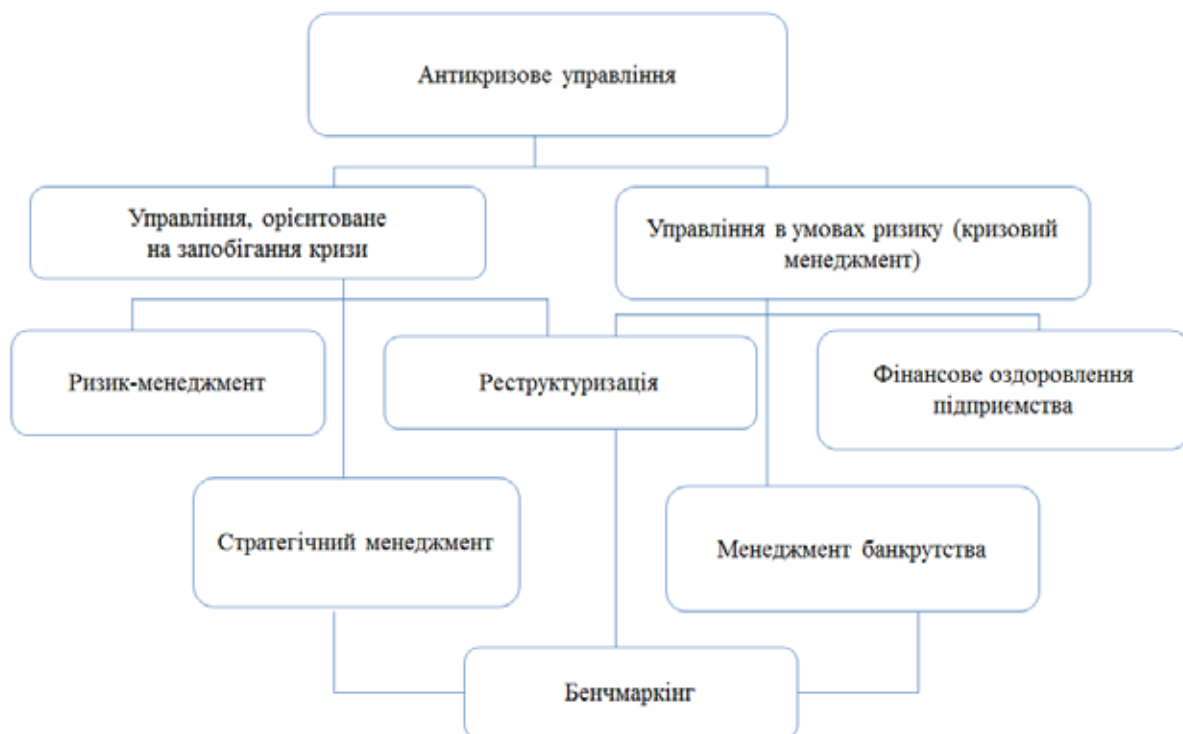 Антикризове управління
Управління, орієнтоване
на запобігання кризи
Управління в умовах ризику (кризовий
менеджмент)
Ризик-менеджмент
Реструктуризація
Фінансове оздоровлення
підприємства
Стратегічний менеджмент
Менеджмент банкрутства
Бенчмаркінг